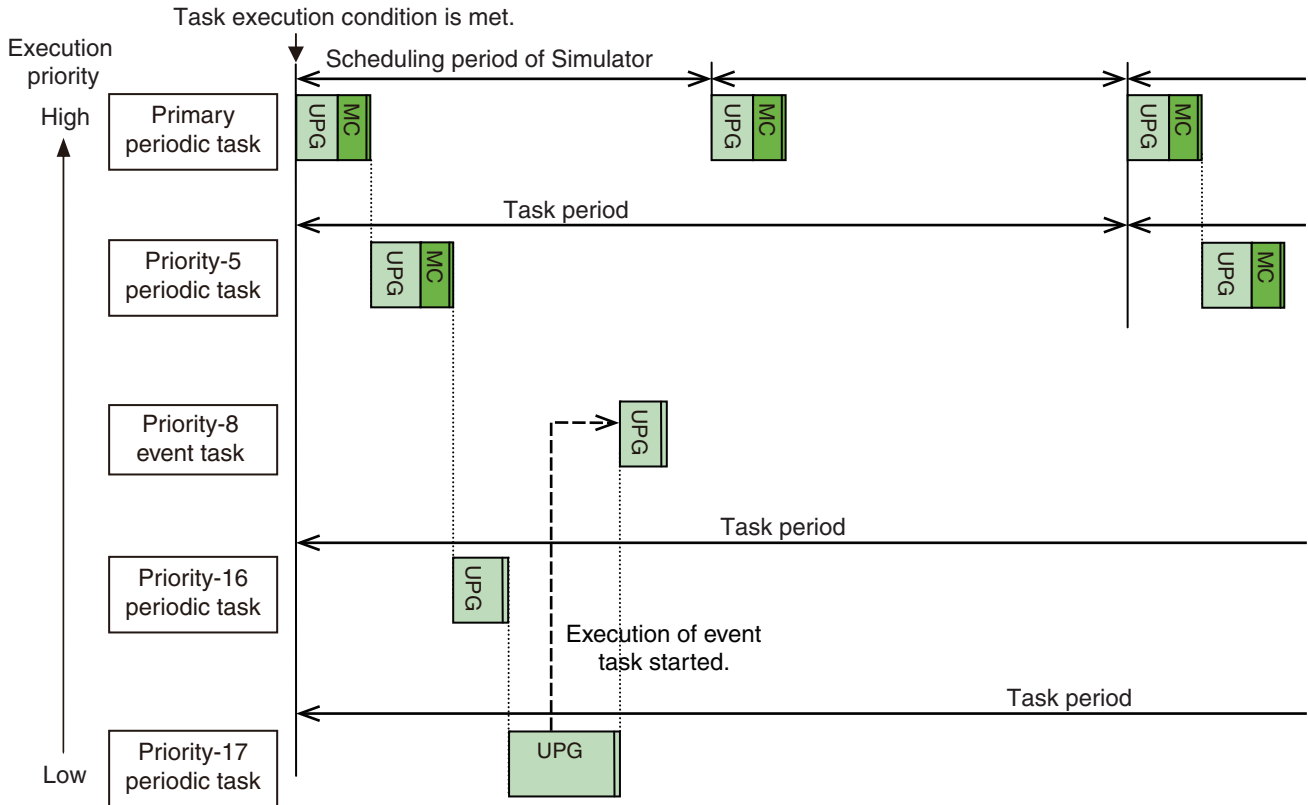 Task execution condition is met.
Execution
priority
High
Scheduling period of Simulator
Primary
periodic task
UPG
MC
UPG
MC
UPG
MC
Task period
Priority-5
periodic task
UPG
MC
UPG
MC
Priority-8
event task
UPG
Task period
Priority-16
periodic task
UPG
Execution of event
task started.
Task period
Priority-17
periodic task
UPG
Low